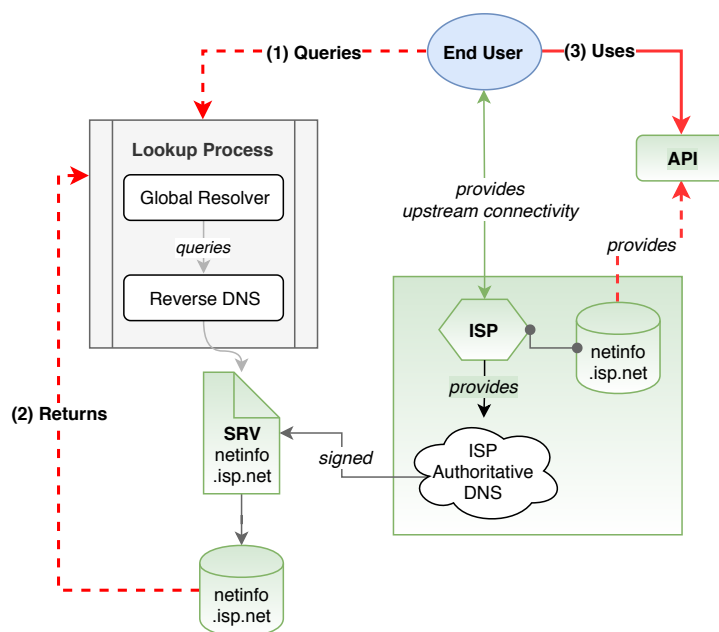 End User
(1) Queries
(3) Uses
Lookup Process
API
Global Resolver
provides
upstream connectivity
queries
provides
Reverse DNS
ISP
netinfo
.isp.net
provides
(2) Returns
SRV
netinfo
.isp.net
signed
ISP
Authoritative
DNS
netinfo
.isp.net